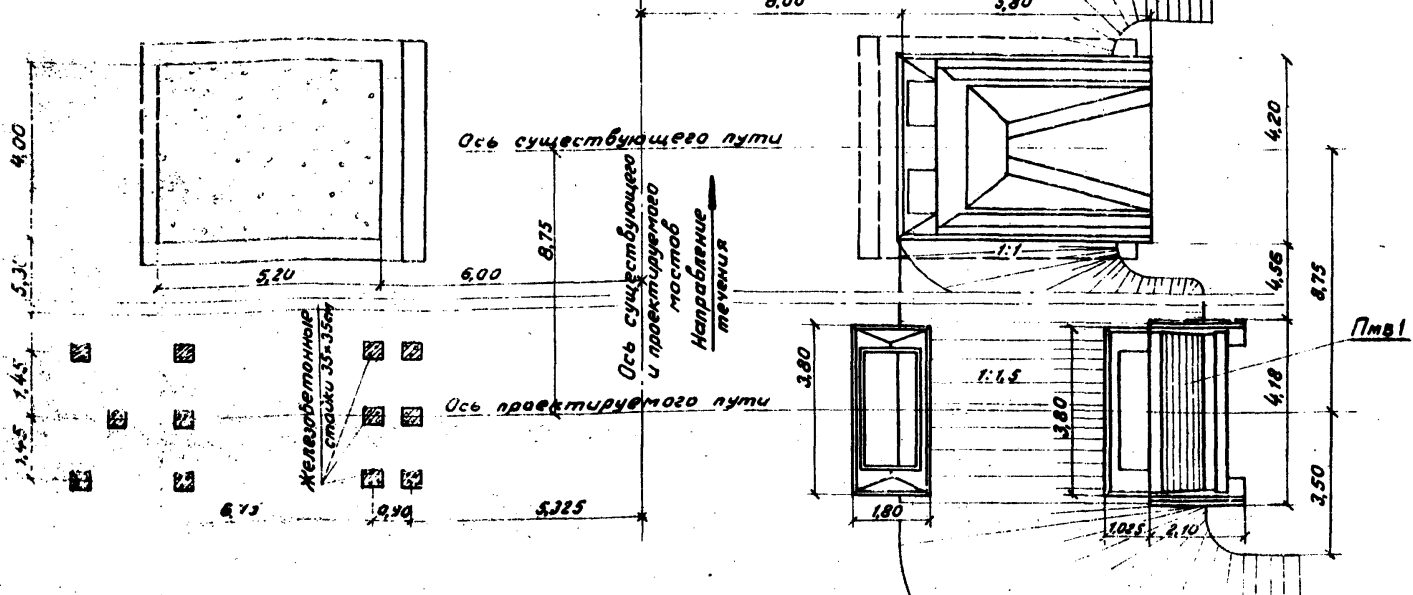 6,00
5,80
4,00
Ось существующего пути
4,20
8,75
Ось существующего
и проектируемого
мостов
Направление
течения
1:1
5,20
6,00
4,56
8,75
Железобетонные
стойки 35×35см
Пмв1
3,80
1:1,5
3,80
4,18
1,45
Ось проектируемого пути
1,45
3,50
0,90
5,325
1,80
1,025
2,10